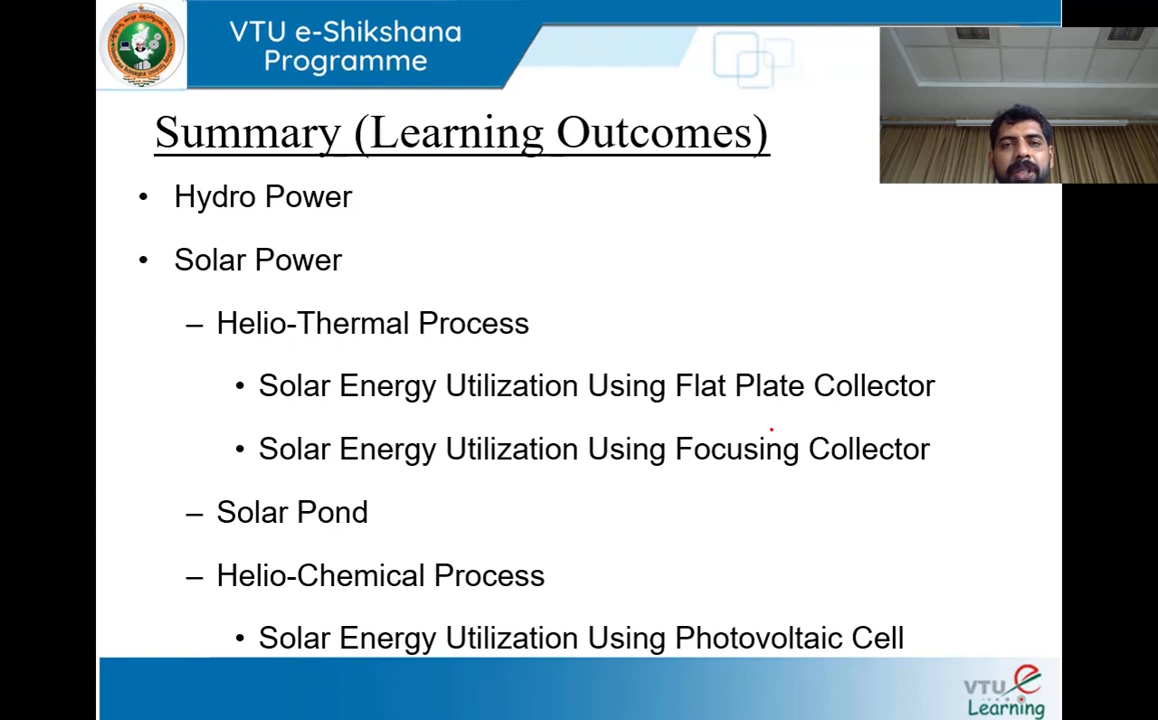 VTU e-Shikshana
Programme
Summary (Learning Outcomes)
• Hydro Power
• Solar Power
– Helio-Thermal Process
• Solar Energy Utilization Using Flat Plate Collector
• Solar Energy Utilization Using Focusing Collector
– Solar Pond
– Helio-Chemical Process
• Solar Energy Utilization Using Photovoltaic Cell
VTU e
Learning